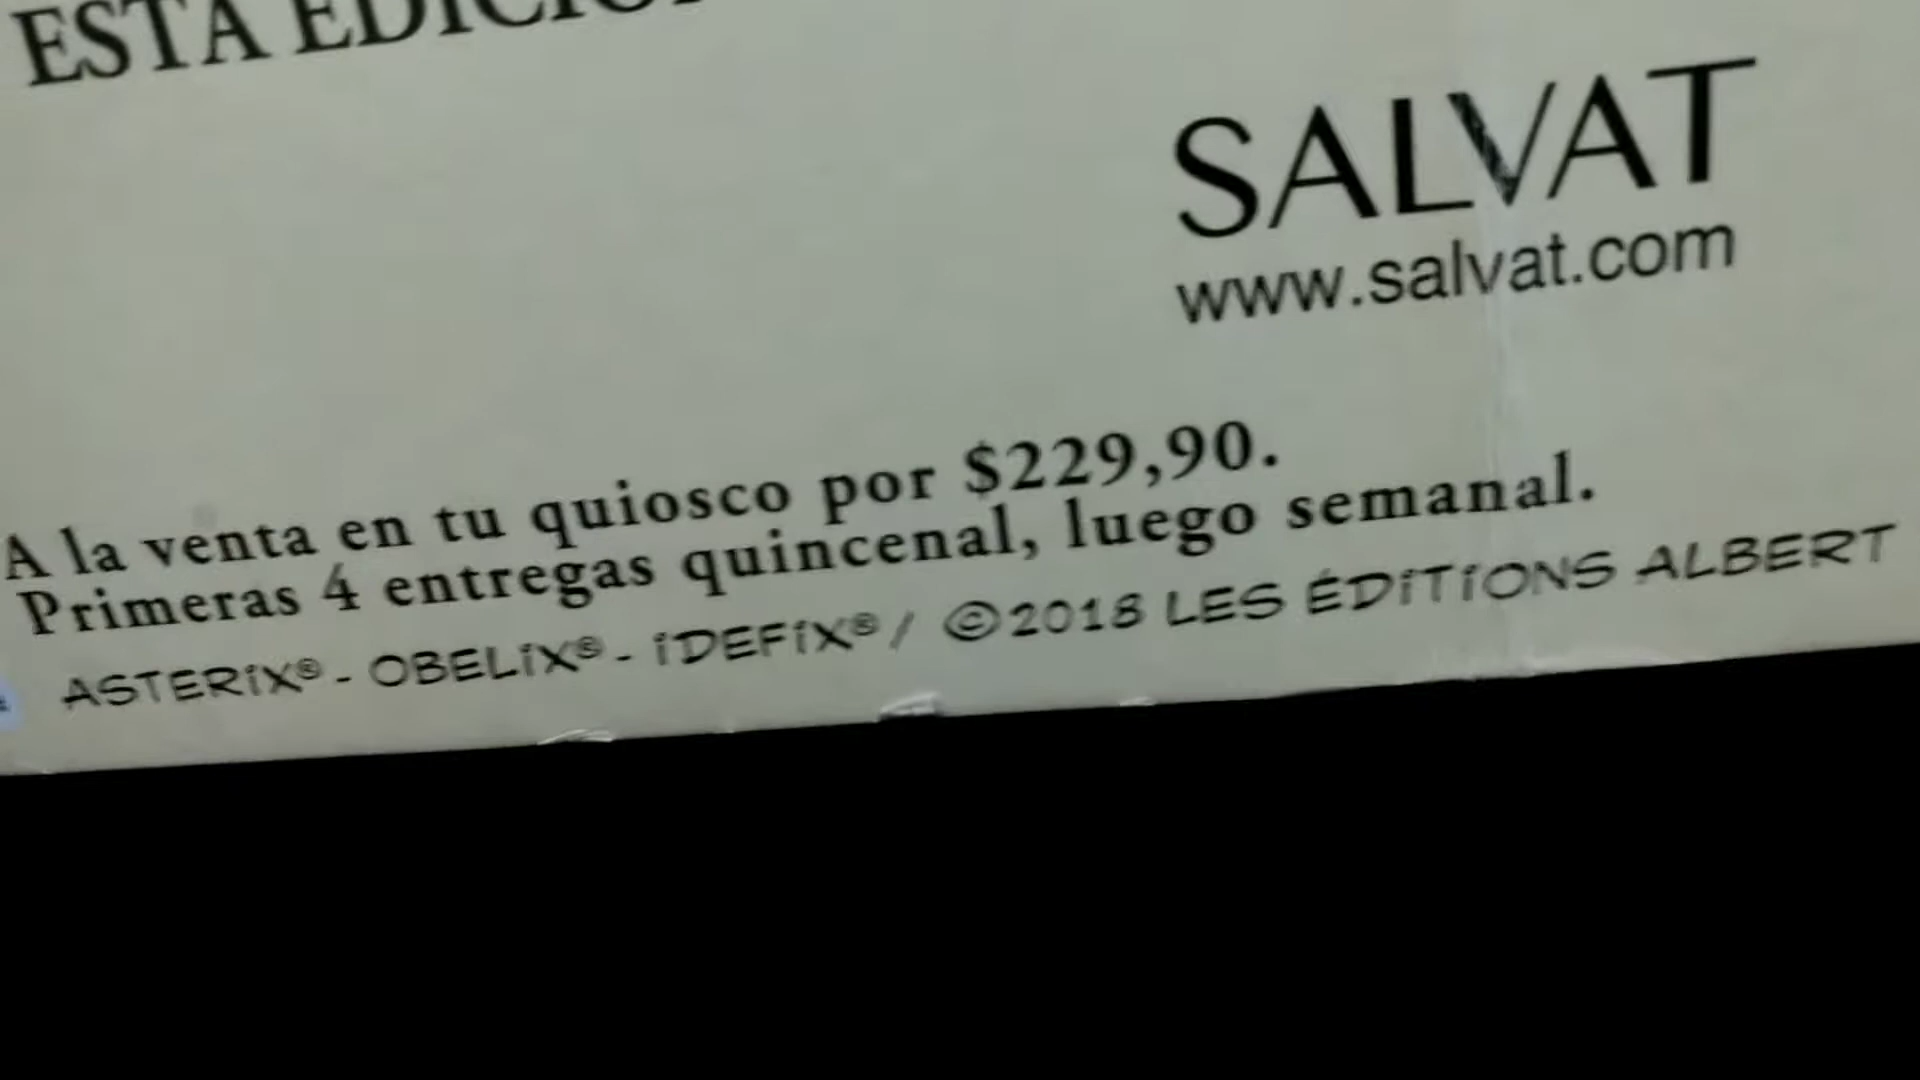 ESTA EDICIÓ
SALVAT
www.salvat.com
A la venta en tu quiosco por $229,90.
Primeras 4 entregas quincenal, luego semanal.
ASTERiX® - OBELiX® - iDEFiX® / ©2018 LES ÉDiTiONS ALBERT